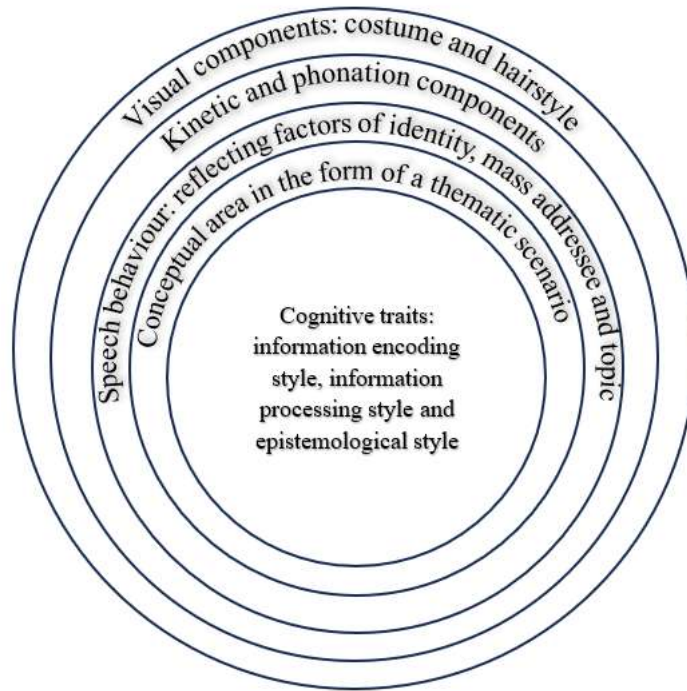 Visual components: costume and hairstyle
Kinetic and phonation components
Speech behaviour: reflecting factors of identity, mass addressee and topic
Conceptual area in the form of a thematic scenario
Cognitive traits:
information encoding
style, information
processing style and
epistemological style